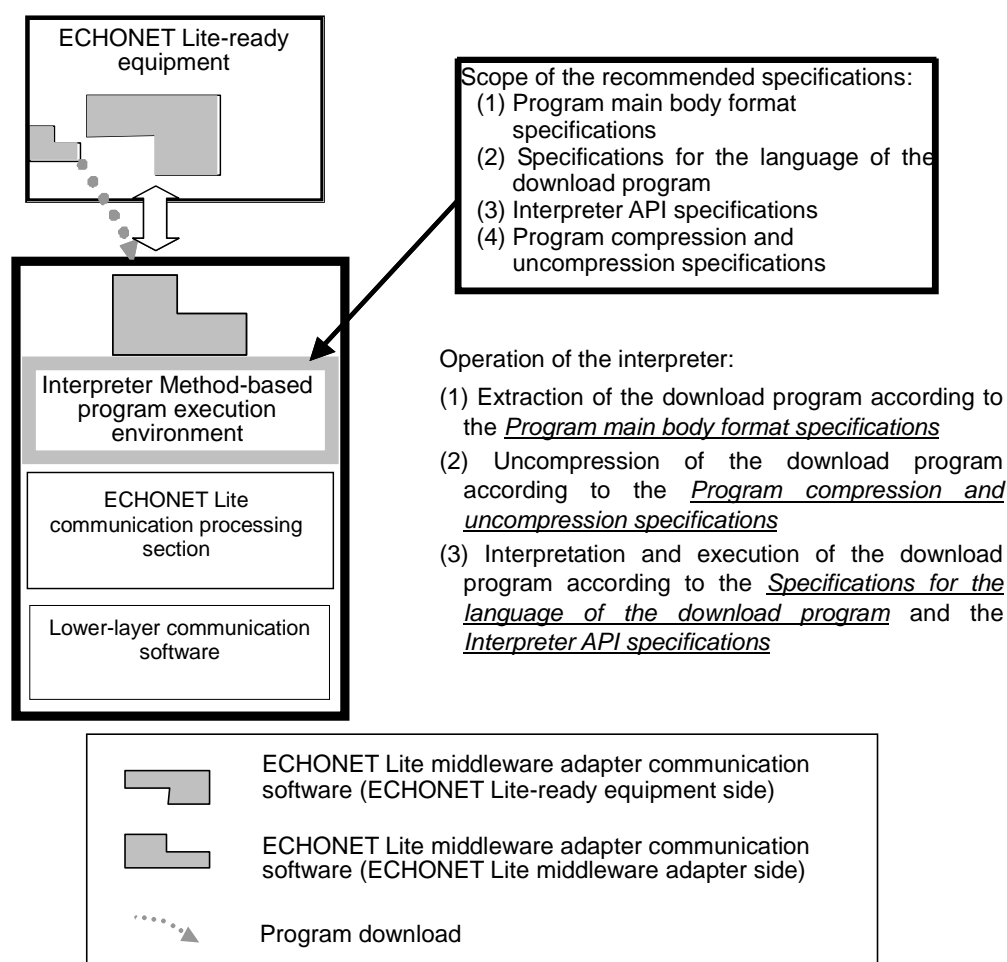 ECHONET Lite-ready
equipment
Scope of the recommended specifications:
(1) Program main body format
specifications
(2) Specifications for the language of the
download program
(3) Interpreter API specifications
(4) Program compression and
uncompression specifications
Interpreter Method-based
program execution
environment
ECHONET Lite
communication processing
section
Lower-layer communication
software
Operation of the interpreter:
(1) Extraction of the download program according to
the Program main body format specifications
(2) Uncompression of the download program
according to the Program compression and
uncompression specifications
(3) Interpretation and execution of the download
program according to the Specifications for the
language of the download program and the
Interpreter API specifications
ECHONET Lite middleware adapter communication
software (ECHONET Lite-ready equipment side)
ECHONET Lite middleware adapter communication
software (ECHONET Lite middleware adapter side)
Program download